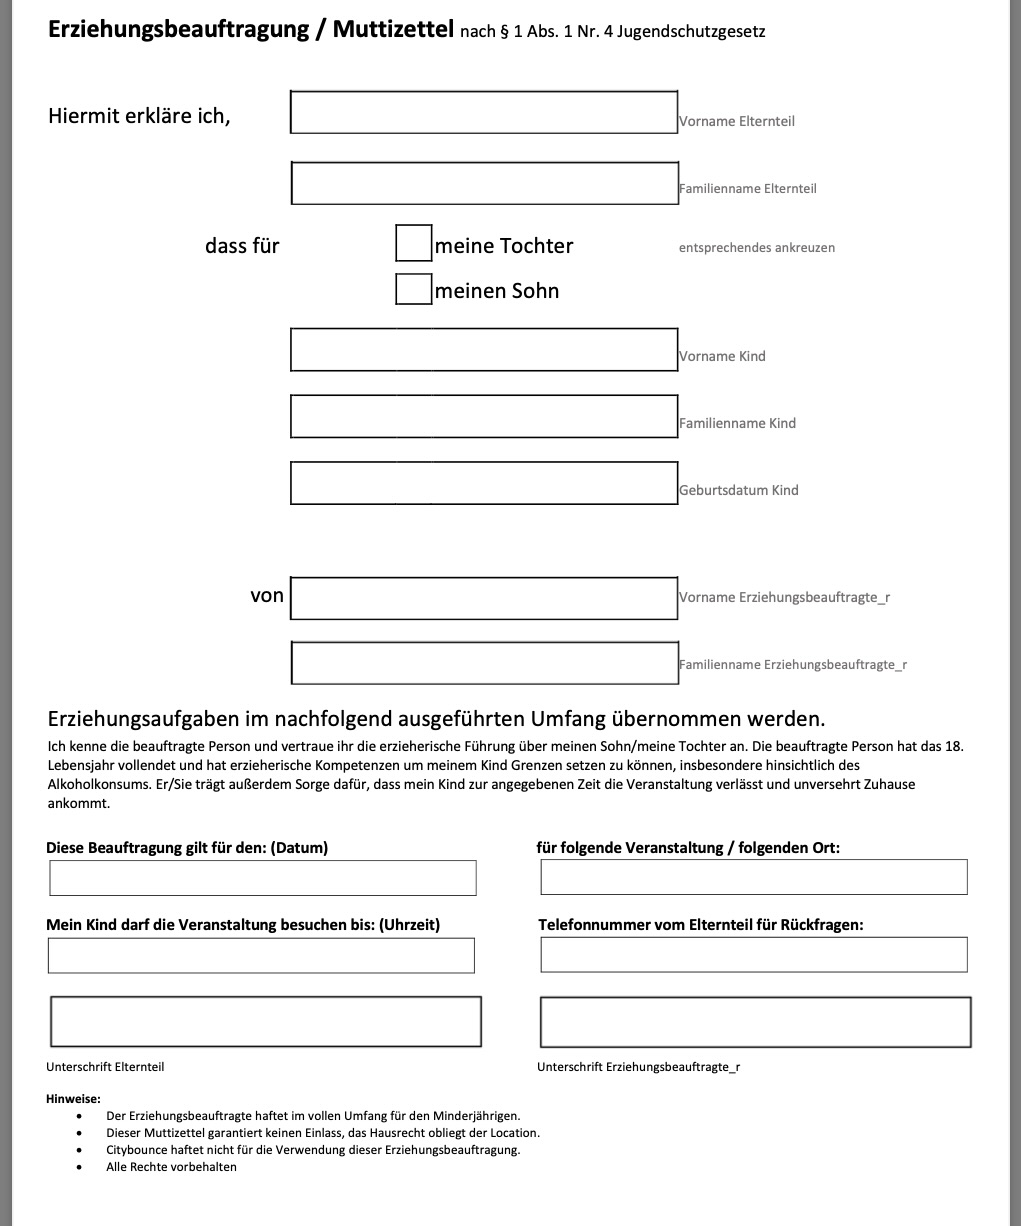 Erziehungsbeauftragung / Muttizettel nach § 1 Abs. 1 Nr. 4 Jugendschutzgesetz
Hiermit erkläre ich,
Vorname Elternteil
Familienname Elternteil
dass für
meine Tochter
entsprechendes ankreuzen
meinen Sohn
Vorname Kind
Familienname Kind
Geburtsdatum Kind
von
Vorname Erziehungsbeauftragte_r
Familienname Erziehungsbeauftragte_r
Erziehungsaufgaben im nachfolgend ausgeführten Umfang übernommen werden.
Ich kenne die beauftragte Person und vertraue ihr die erzieherische Führung über meinen Sohn/meine Tochter an. Die beauftragte Person hat das 18.
Lebensjahr vollendet und hat erzieherische Kompetenzen um meinem Kind Grenzen setzen zu können, insbesondere hinsichtlich des
Alkoholkonsums. Er/Sie trägt außerdem Sorge dafür, dass mein Kind zur angegebenen Zeit die Veranstaltung verlässt und unversehrt Zuhause
ankommt.
Diese Beauftragung gilt für den: (Datum)
für folgende Veranstaltung / folgenden Ort:
Mein Kind darf die Veranstaltung besuchen bis: (Uhrzeit)
Telefonnummer vom Elternteil für Rückfragen:
Unterschrift Elternteil
Unterschrift Erziehungsbeauftragte_r
Hinweise:
• Der Erziehungsbeauftragte haftet im vollen Umfang für den Minderjährigen.
• Dieser Muttizettel garantiert keinen Einlass, das Hausrecht obliegt der Location.
• Citybounce haftet nicht für die Verwendung dieser Erziehungsbeauftragung.
• Alle Rechte vorbehalten